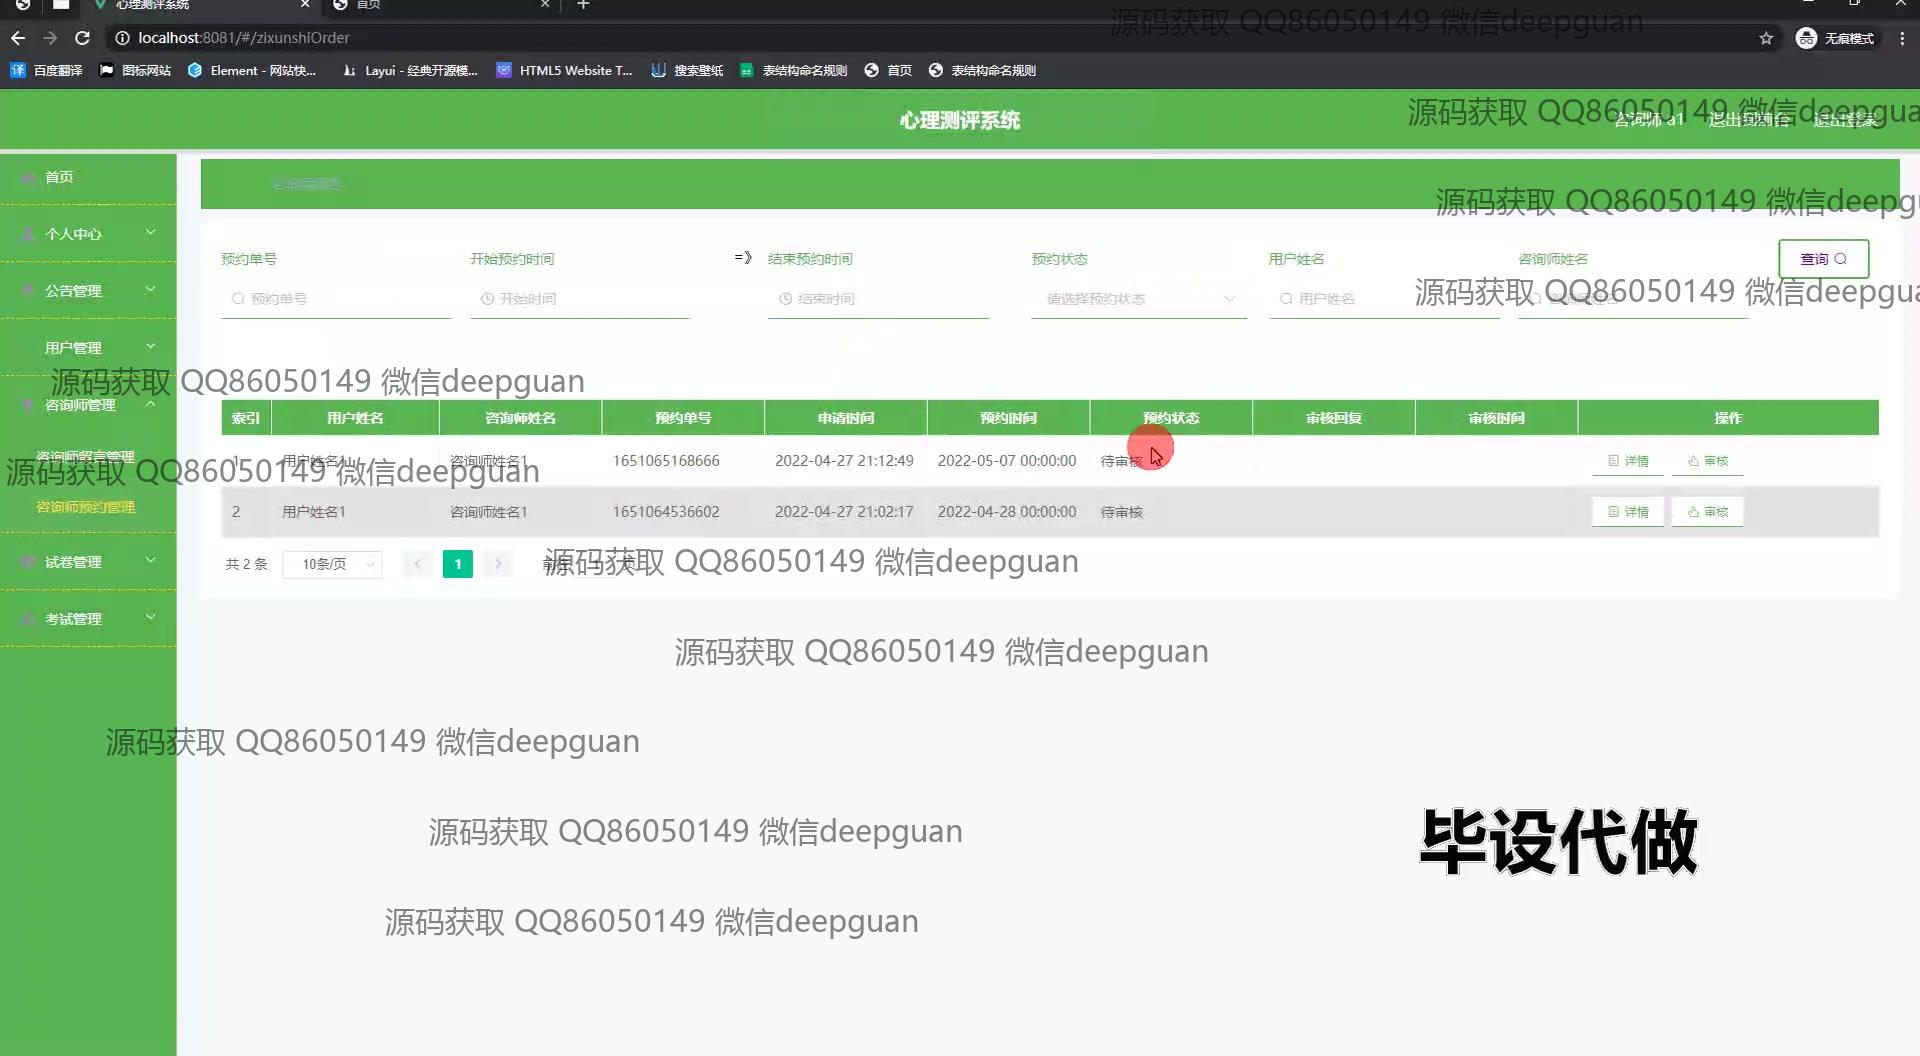 心理测评系统
首页
localhost:8081/#/zixunshiOrder
无痕模式
百度翻译
图标网站
Element - 网站快...
Layui - 经典开源模...
HTML5 Website T...
搜索壁纸
表结构命名规则
首页
表结构命名规则
源码获取 QQ86050149 微信deepguan
心理测评系统
咨询师 a1
退出到前台
退出登录
源码获取 QQ86050149 微信deepgua
源码获取 QQ86050149 微信deepgu
首页
个人中心
公告管理
用户管理
咨询师管理
咨询师留言管理
咨询师预约管理
试卷管理
考试管理
预约单号
开始预约时间
=》
结束预约时间
预约状态
用户姓名
咨询师姓名
查询
预约单号
开始时间
结束时间
请选择预约状态
用户姓名
咨询师姓名
源码获取 QQ86050149 微信deepgua
源码获取 QQ86050149 微信deepguan
索引 用户姓名 咨询师姓名 预约单号 申请时间 预约时间 预约状态 审核回复 审核时间 操作
1 用户姓名1 咨询师姓名1 1651065168666 2022-04-27 21:12:49 2022-05-07 00:00:00 待审核 详情 审核
源码获取 QQ86050149 微信deepguan
2 用户姓名1 咨询师姓名1 1651064536602 2022-04-27 21:02:17 2022-04-28 00:00:00 待审核 详情 审核
共 2 条 10条/页 1 前往 1 页
源码获取 QQ86050149 微信deepguan
源码获取 QQ86050149 微信deepguan
源码获取 QQ86050149 微信deepguan
源码获取 QQ86050149 微信deepguan
毕设代做
源码获取 QQ86050149 微信deepguan